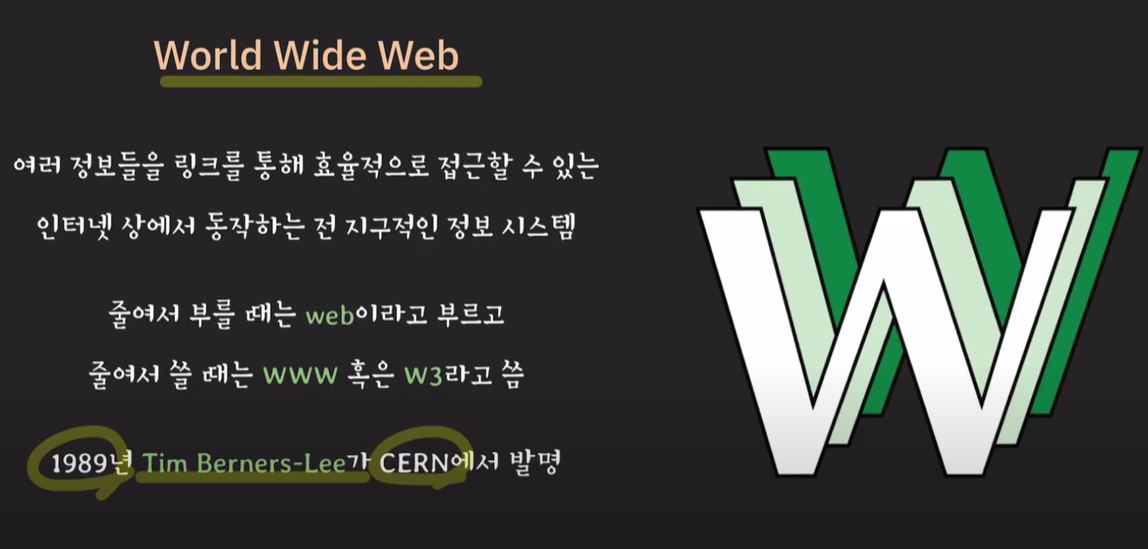 World Wide Web
여러 정보들을 링크를 통해 효율적으로 접근할 수 있는
인터넷 상에서 동작하는 전 지구적인 정보 시스템
줄여서 부를 때는 web이라고 부르고
줄여서 쓸 때는 WWW 혹은 W3라고 씀
1989년 Tim Berners-Lee가 CERN에서 발명
WWW